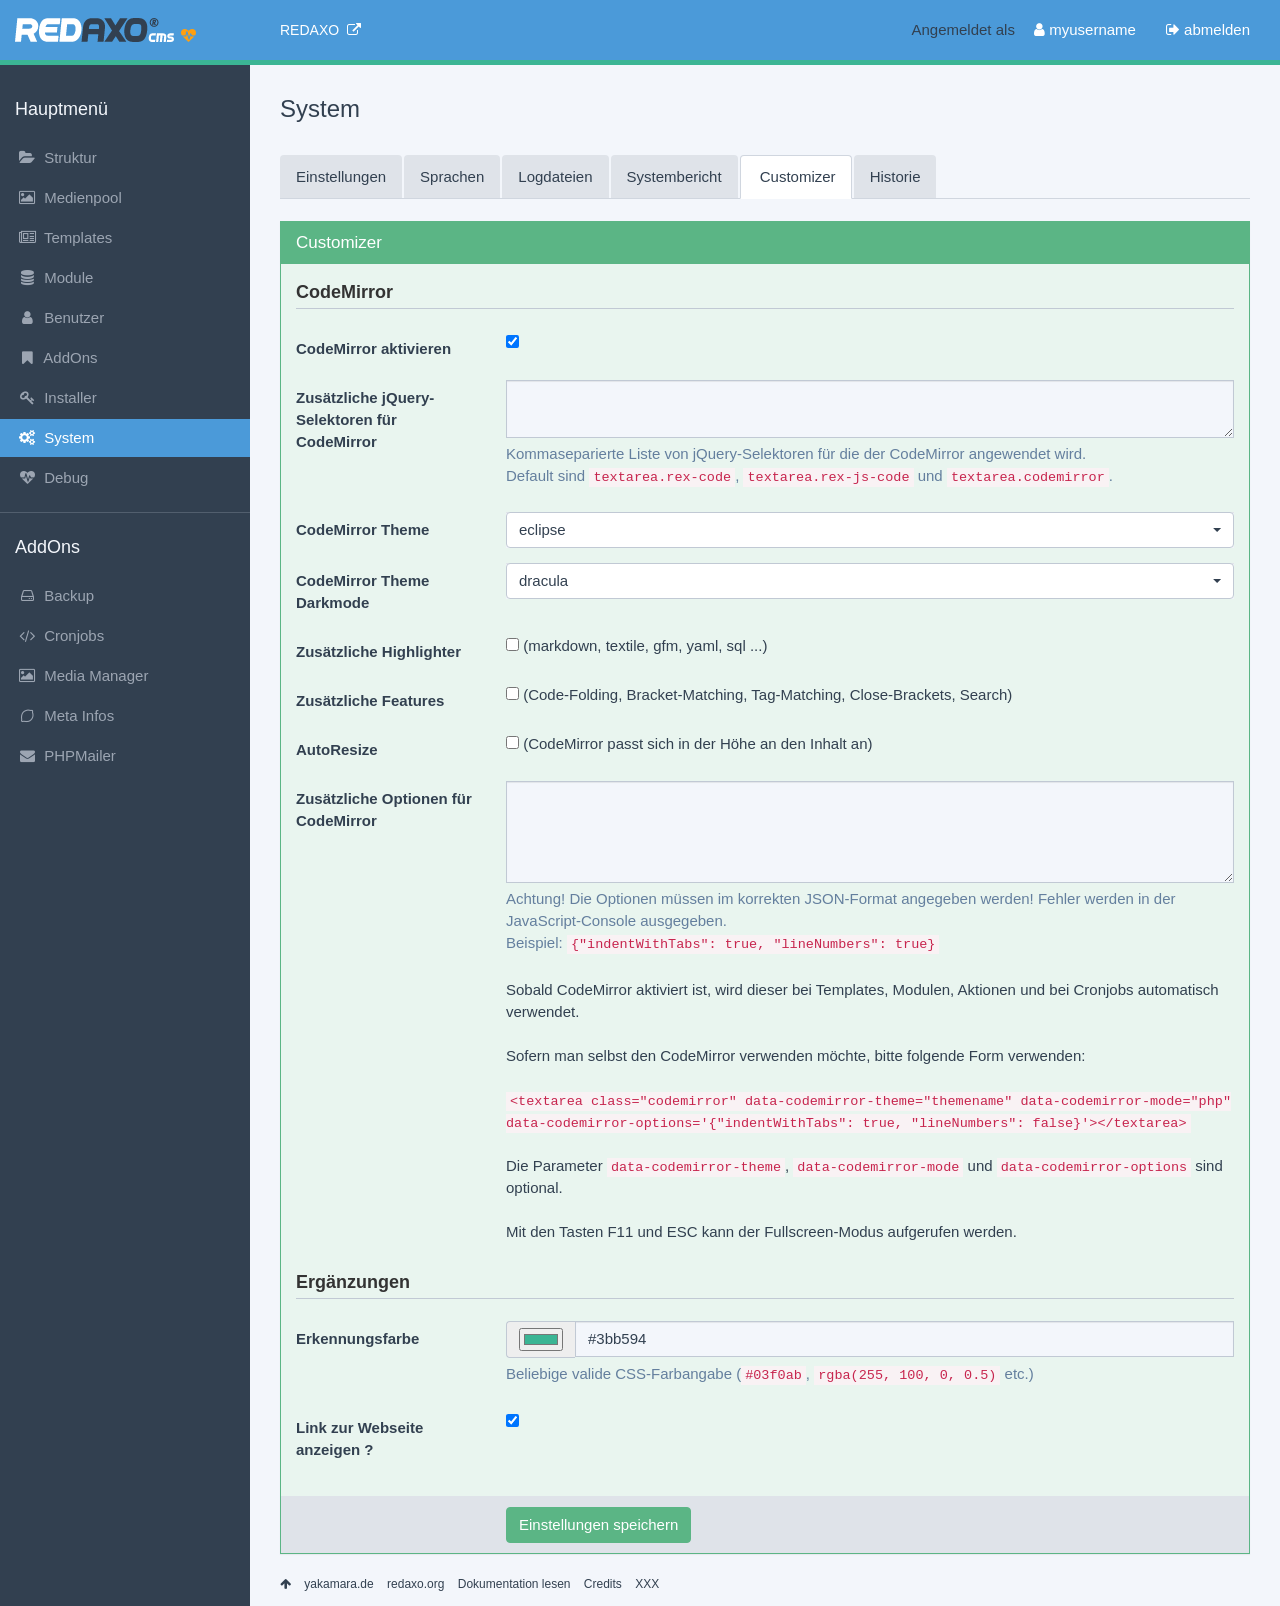 REDAXO® cms
REDAXO
Angemeldet als myusername abmelden
Hauptmenü
Struktur
Medienpool
Templates
Module
Benutzer
AddOns
Installer
System
Debug
AddOns
Backup
Cronjobs
Media Manager
Meta Infos
PHPMailer
System
Einstellungen Sprachen Logdateien Systembericht Customizer Historie
Customizer
CodeMirror
CodeMirror aktivieren
Zusätzliche jQuery-
Selektoren für
CodeMirror
Kommaseparierte Liste von jQuery-Selektoren für die der CodeMirror angewendet wird.
Default sind textarea.rex-code, textarea.rex-js-code und textarea.codemirror.
CodeMirror Theme
eclipse
CodeMirror Theme
Darkmode
dracula
Zusätzliche Highlighter
(markdown, textile, gfm, yaml, sql ...)
Zusätzliche Features
(Code-Folding, Bracket-Matching, Tag-Matching, Close-Brackets, Search)
AutoResize
(CodeMirror passt sich in der Höhe an den Inhalt an)
Zusätzliche Optionen für
CodeMirror
Achtung! Die Optionen müssen im korrekten JSON-Format angegeben werden! Fehler werden in der
JavaScript-Console ausgegeben.
Beispiel: {"indentWithTabs": true, "lineNumbers": true}
Sobald CodeMirror aktiviert ist, wird dieser bei Templates, Modulen, Aktionen und bei Cronjobs automatisch
verwendet.
Sofern man selbst den CodeMirror verwenden möchte, bitte folgende Form verwenden:
<textarea class="codemirror" data-codemirror-theme="themename" data-codemirror-mode="php"
data-codemirror-options='{"indentWithTabs": true, "lineNumbers": false}'></textarea>
Die Parameter data-codemirror-theme, data-codemirror-mode und data-codemirror-options sind
optional.
Mit den Tasten F11 und ESC kann der Fullscreen-Modus aufgerufen werden.
Ergänzungen
Erkennungsfarbe
#3bb594
Beliebige valide CSS-Farbangabe (#03f0ab, rgba(255, 100, 0, 0.5) etc.)
Link zur Webseite
anzeigen ?
Einstellungen speichern
yakamara.de redaxo.org Dokumentation lesen Credits XXX